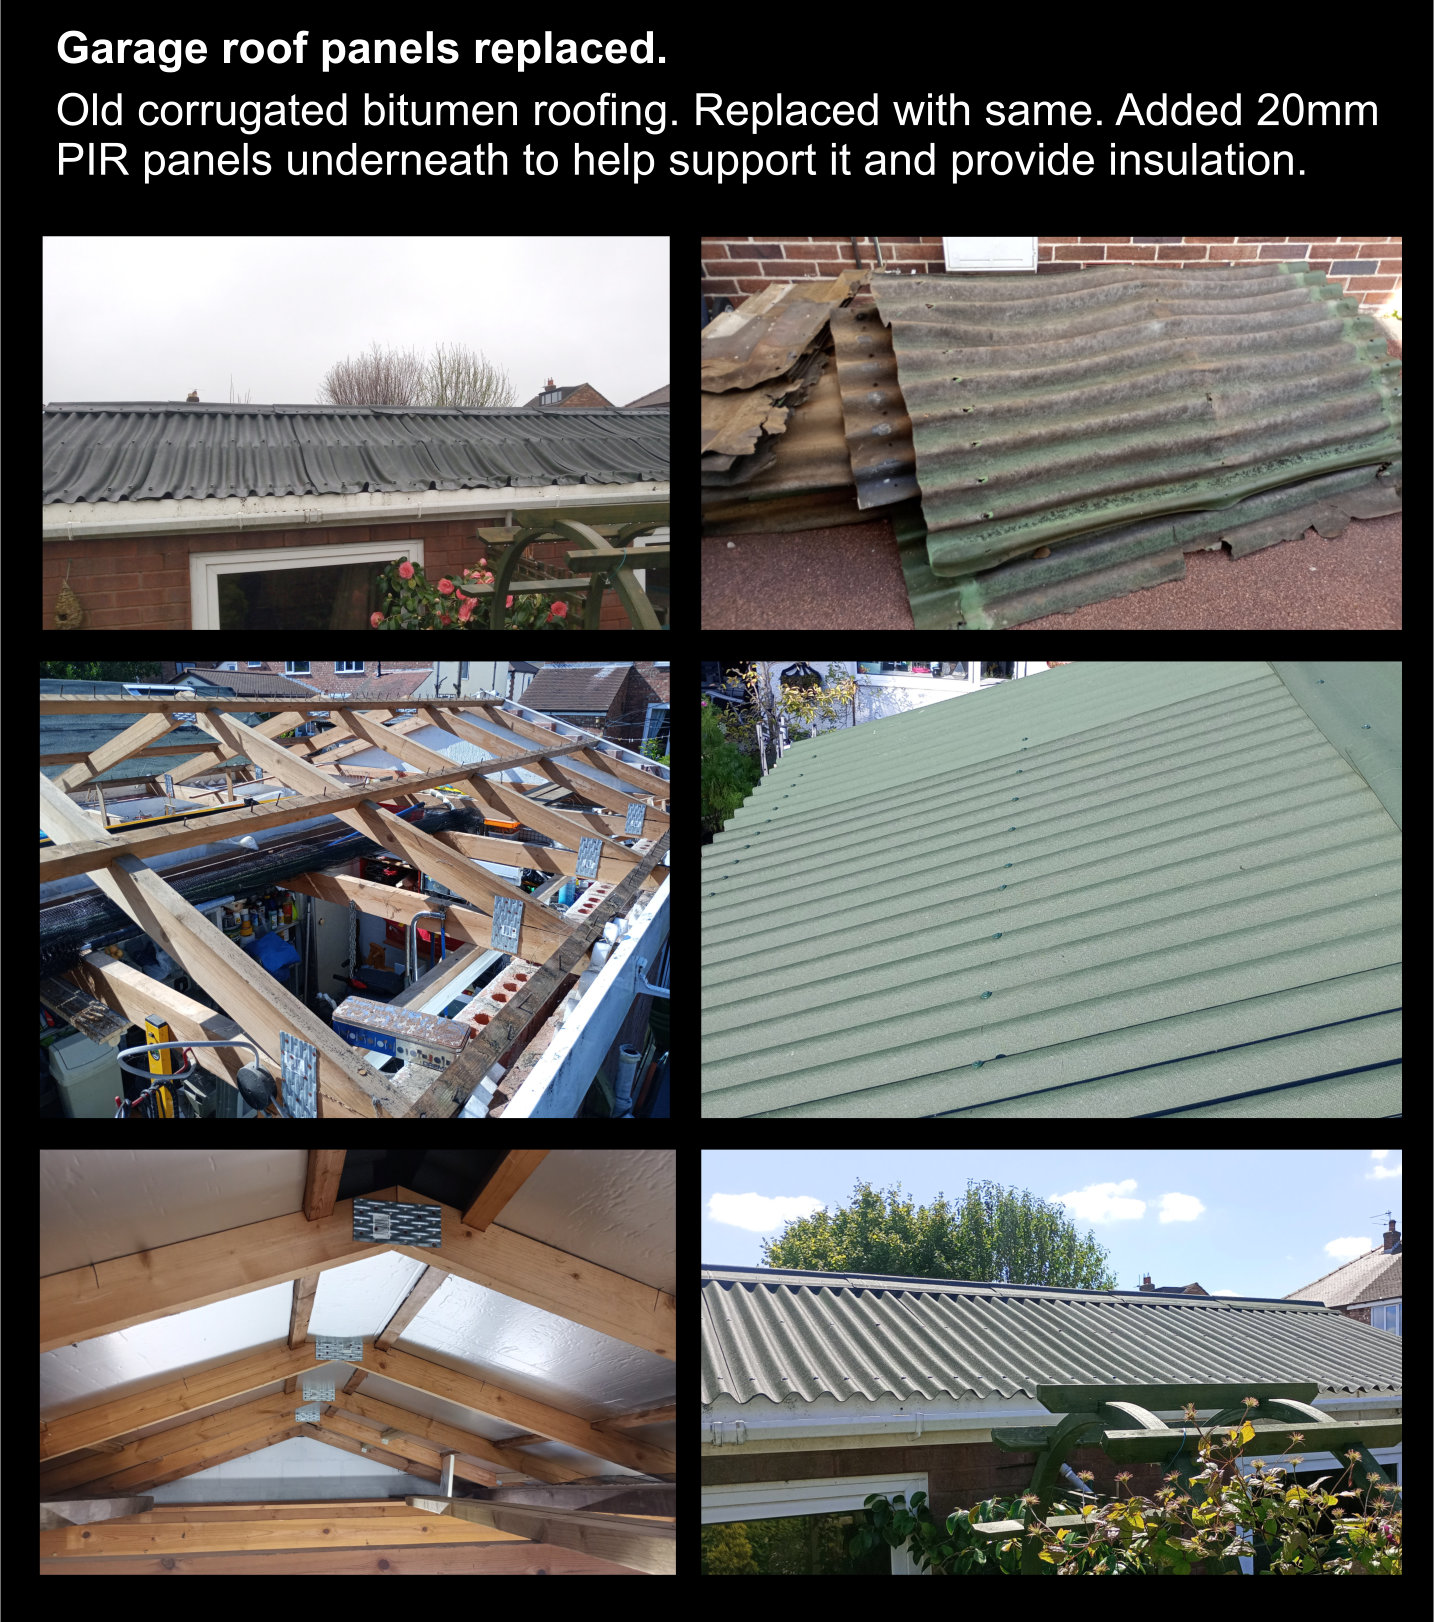 Garage roof panels replaced.
Old corrugated bitumen roofing. Replaced with same. Added 20mm
PIR panels underneath to help support it and provide insulation.